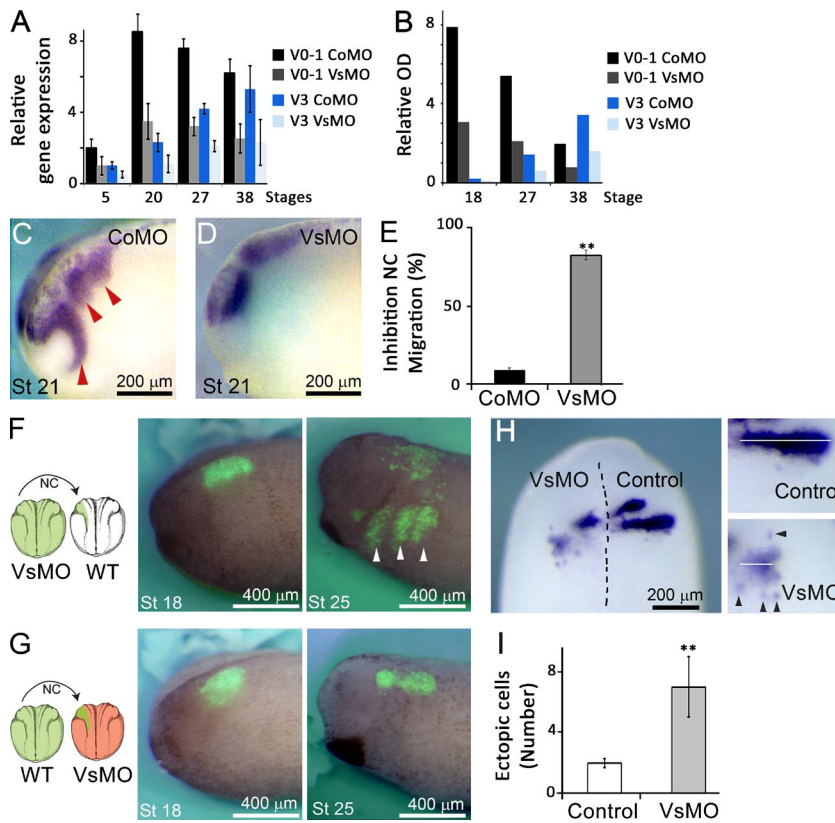 A
Relative
gene expression
8
4
0
5
20
27
38
Stages
V0-1 CoMO
V0-1 VsMO
V3 CoMO
V3 VsMO
B
Relative OD
8
4
0
18
27
38
Stage
V0-1 CoMO
V0-1 VsMO
V3 CoMO
V3 VsMO
C
CoMO
St 21
200 µm
D
VsMO
St 21
200 µm
E
Inhibition NC
Migration (%)
100
50
0
**
CoMO
VsMO
F
NC
VsMO
WT
St 18
400 µm
St 25
400 µm
G
NC
WT
VsMO
St 18
400 µm
St 25
400 µm
H
VsMO
Control
200 µm
Control
VsMO
I
Ectopic cells
(Number)
8
4
0
**
Control
VsMO